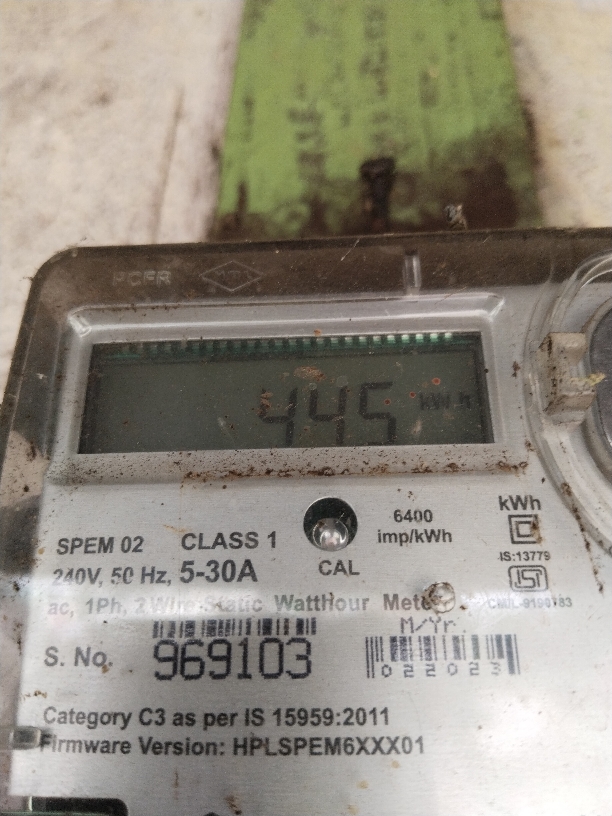 445 kWh
SPEM 02 CLASS 1
6400
imp/kWh
kWh
240V, 50 Hz, 5-30A
CAL
IS:13779
ISI
ac, 1Ph, 2 Wire Static WattHour Meter
M/Yr.
S. No. 969103
022023
Category C3 as per IS 15959:2011
Firmware Version: HPLSPEM6XXX01